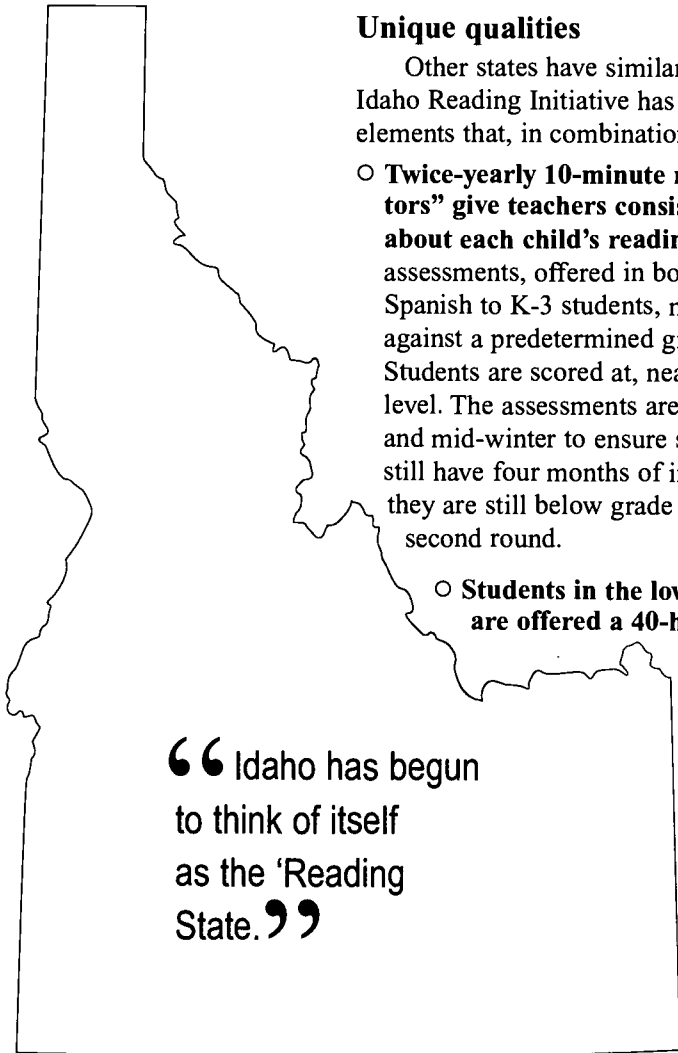 Unique qualities
Other states have similar
Idaho Reading Initiative has
elements that, in combination
○ Twice-yearly 10-minute
tors” give teachers consis
about each child’s readin
assessments, offered in bo
Spanish to K-3 students,
against a predetermined
Students are scored at, nea
level. The assessments are
and mid-winter to ensure
still have four months of
they are still below grade
second round.
○ Students in the lov
are offered a 40-h
“ Idaho has begun
to think of itself
as the ‘Reading
State.”